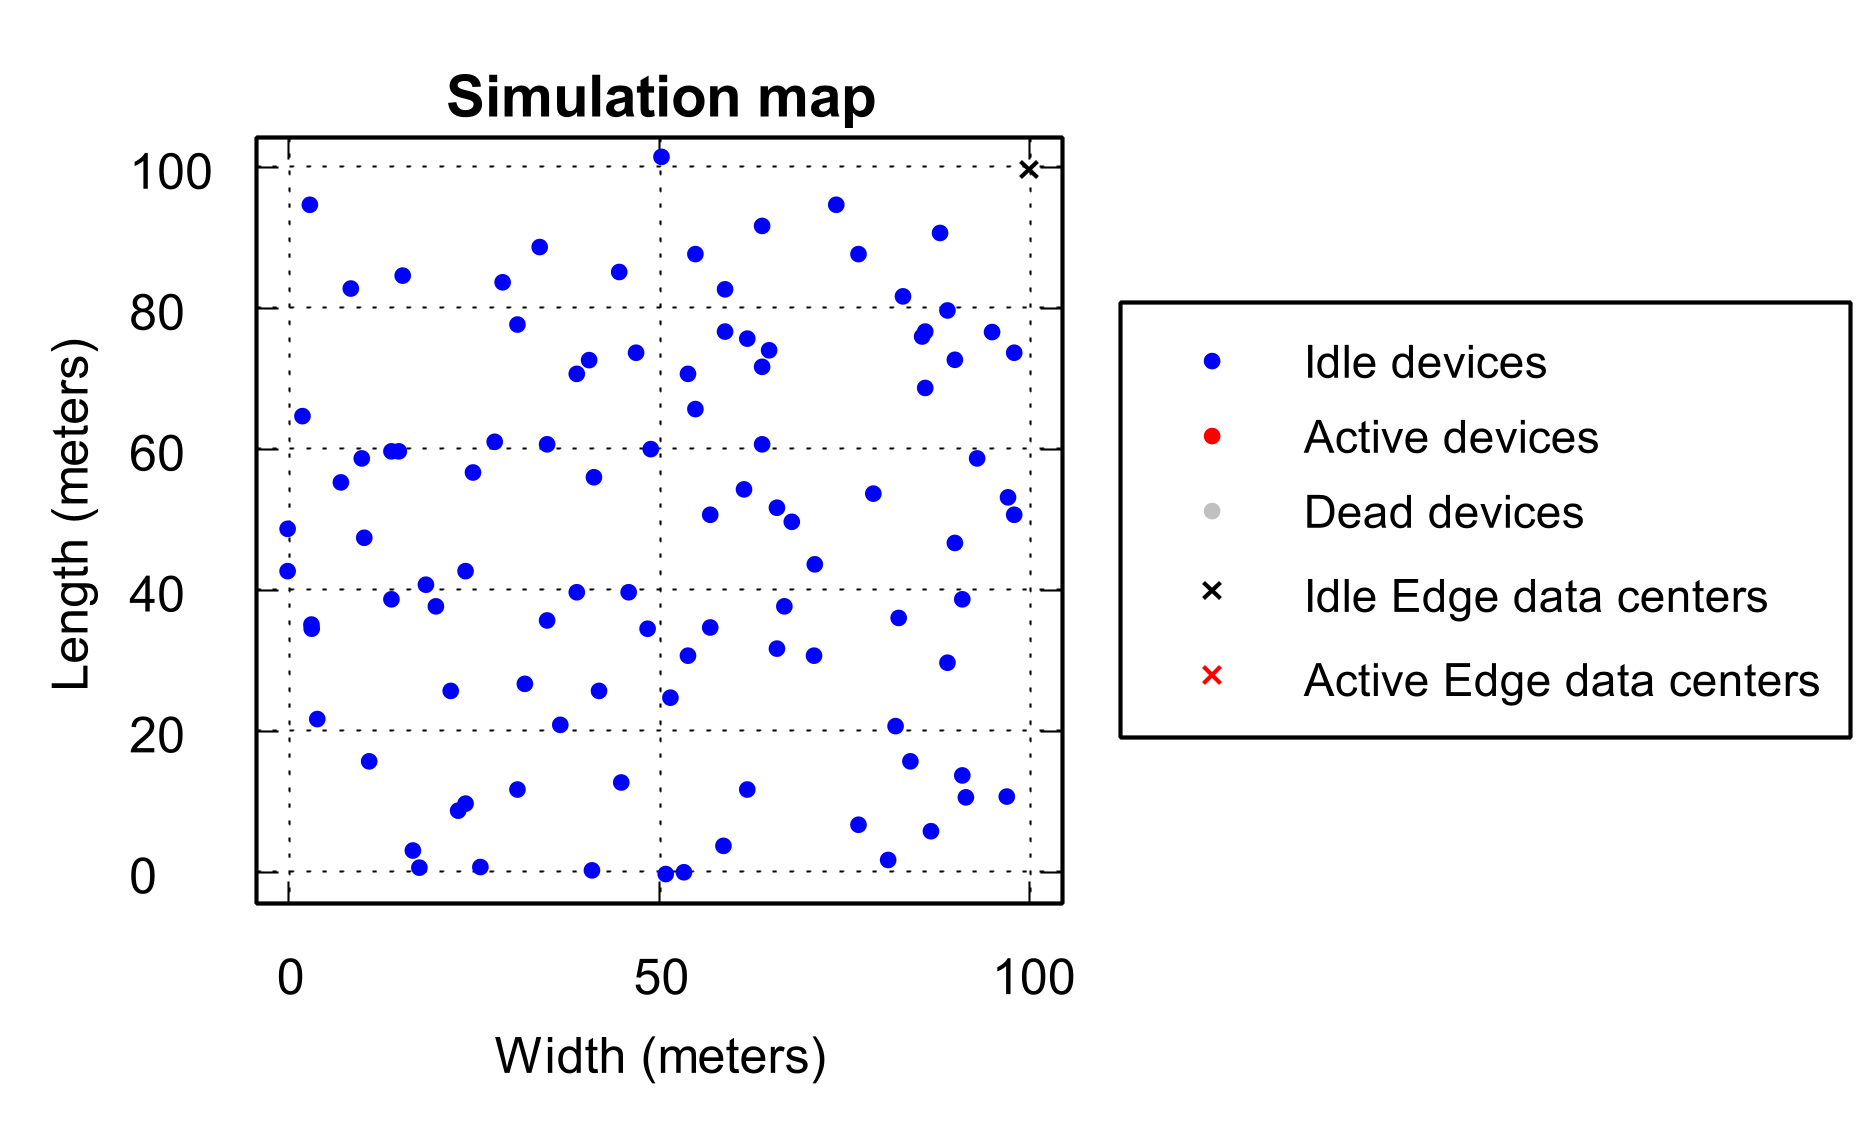 Simulation map
100
80
60
40
20
0
Length (meters)
0 50 100
Width (meters)
Idle devices
Active devices
Dead devices
Idle Edge data centers
Active Edge data centers